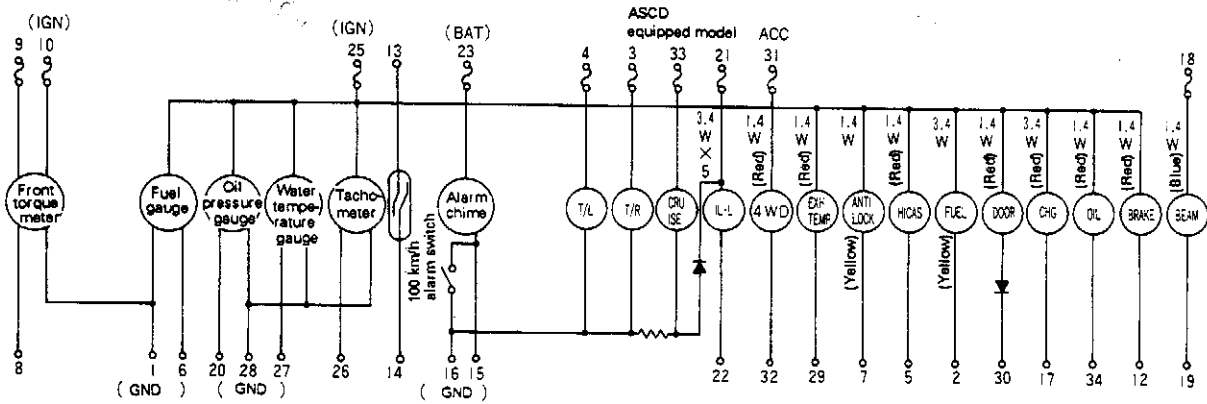 ASCD
equipped model
(IGN)
(IGN)
(BAT)
ACC
9
10
25
13
23
4
3
33
21
31
18
3.4
W
×
5
1.4
W
(Red)
1.4
W
(Red)
1.4
W
1.4
W
(Red)
3.4
W
1.4
W
(Red)
3.4
W
1.4
W
(Red)
1.4
W
(Red)
1.4
W
(Blue)
Front
torque
meter
Fuel
gauge
Oil
pressure
gauge
Water
tempe-
rature
gauge
Tacho-
meter
100 km/h
alarm switch
Alarm
chime
T/L
T/R
CRU
ISE
IL-L
4WD
EXH
TEMP
ANTI
LOCK
HICAS
FUEL
DOOR
CHG
OIL
BRAKE
BEAM
(Yellow)
(Yellow)
8
1
6
20
28
27
26
14
16
15
22
32
29
7
5
2
30
17
34
12
19
(GND)
(GND)
(GND)